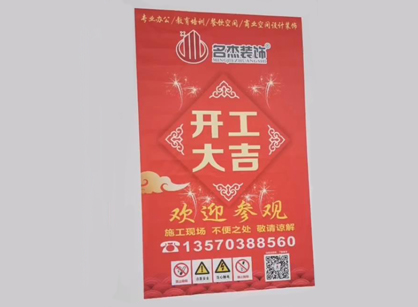 专业办公/教育培训/餐饮空间/商业空间设计装饰
名杰装饰®
开工
大吉
欢迎参观
施工现场 不便之处 敬请谅解
☎13570388560